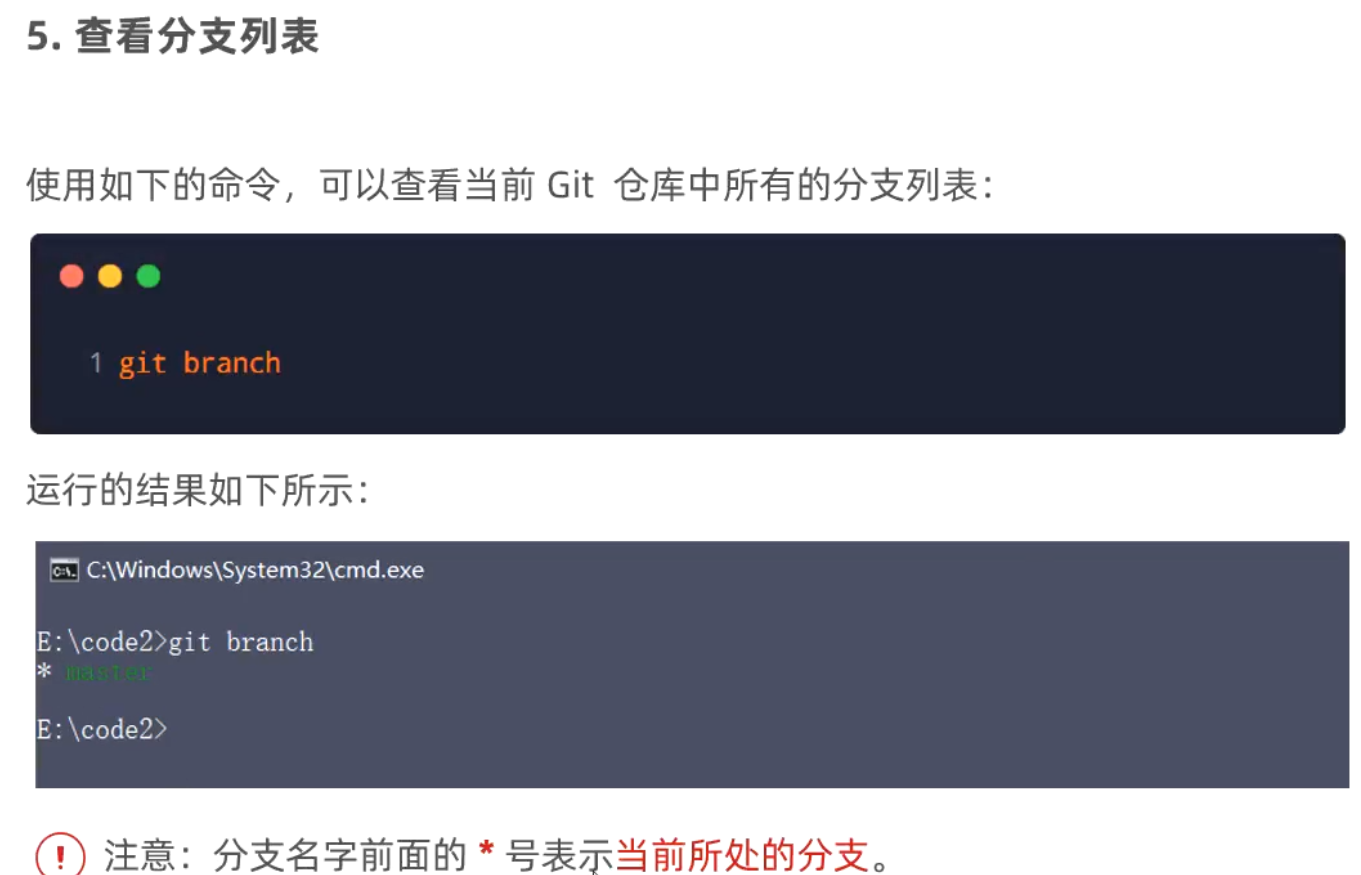 5. 查看分支列表
使用如下的命令，可以查看当前 Git 仓库中所有的分支列表：
1 git branch
运行的结果如下所示：
C:\Windows\System32\cmd.exe
E:\code2>git branch
* master
E:\code2>
! 注意：分支名字前面的 * 号表示当前所处的分支。